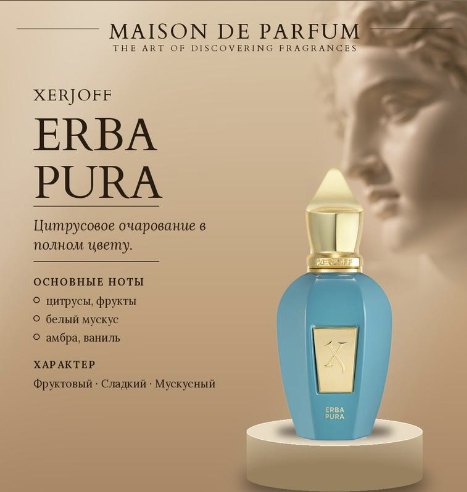 MAISON DE PARFUM
THE ART OF DISCOVERING FRAGRANCES
XERJOFF
ERBA
PURA
Цитрусовое очарование в
полном цвету.
ОСНОВНЫЕ НОТЫ
цитрусы, фрукты
белый мускус
амбра, ваниль
ХАРАКТЕР
Фруктовый · Сладкий · Мускусный
XERJOFF
X
ERBA
PURA